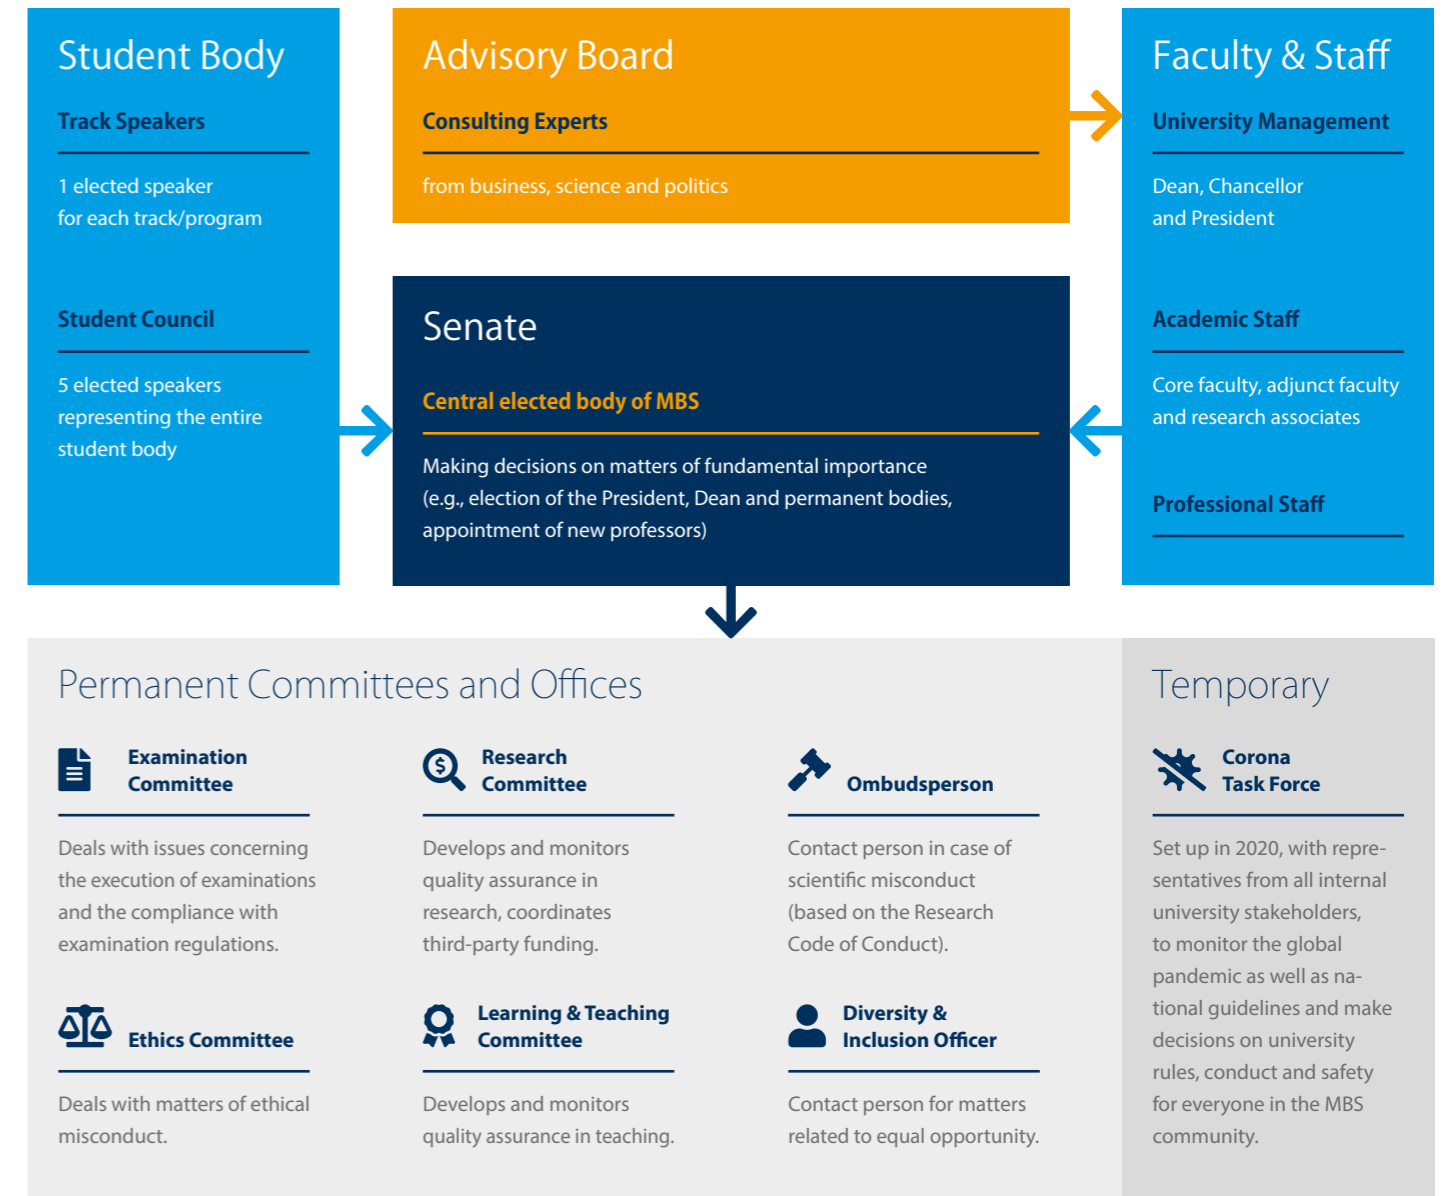 Student Body
Track Speakers
1 elected speaker
for each track/program
Student Council
5 elected speakers
representing the entire
student body
Advisory Board
Consulting Experts
from business, science and politics
Senate
Central elected body of MBS
Making decisions on matters of fundamental importance
(e.g., election of the President, Dean and permanent bodies,
appointment of new professors)
Faculty & Staff
University Management
Dean, Chancellor
and President
Academic Staff
Core faculty, adjunct faculty
and research associates
Professional Staff
Permanent Committees and Offices
Examination
Committee
Deals with issues concerning
the execution of examinations
and the compliance with
examination regulations.
Research
Committee
Develops and monitors
quality assurance in
research, coordinates
third-party funding.
Ombudsperson
Contact person in case of
scientific misconduct
(based on the Research
Code of Conduct).
Ethics Committee
Deals with matters of ethical
misconduct.
Learning & Teaching
Committee
Develops and monitors
quality assurance in teaching.
Diversity &
Inclusion Officer
Contact person for matters
related to equal opportunity.
Temporary
Corona
Task Force
Set up in 2020, with repre-
sentatives from all internal
university stakeholders,
to monitor the global
pandemic as well as na-
tional guidelines and make
decisions on university
rules, conduct and safety
for everyone in the MBS
community.